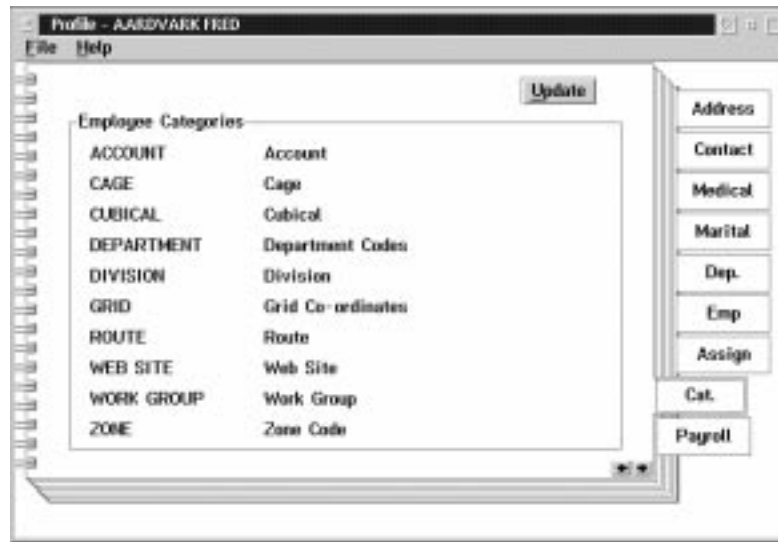 Profile - AARDVARK FRED
File Help
Update
Employee Categories
ACCOUNT Account
CAGE Cage
CUBICAL Cubical
DEPARTMENT Department Codes
DIVISION Division
GRID Grid Co-ordinates
ROUTE Route
WEB SITE Web Site
WORK GROUP Work Group
ZONE Zone Code
Address
Contact
Medical
Marital
Dep.
Emp
Assign
Cat.
Payroll